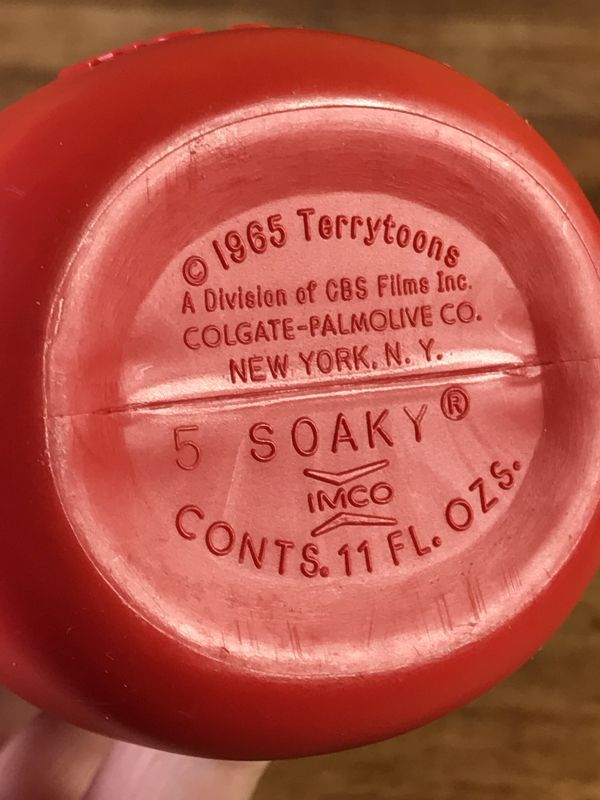 © 1965 Terrytoons
A Division of CBS Films Inc.
COLGATE-PALMOLIVE CO.
NEW YORK, N. Y.
5 SOAKY®
IMCO
CONTS. 11 FL. OZS.